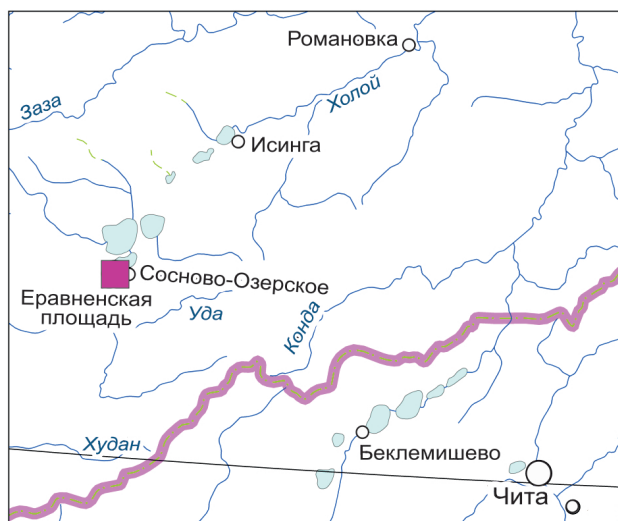 Романовка
Заза
Холой
Исинга
Сосново-Озерское
Еравненская
площадь
Уда
Конда
Худан
Беклемишево
Чита